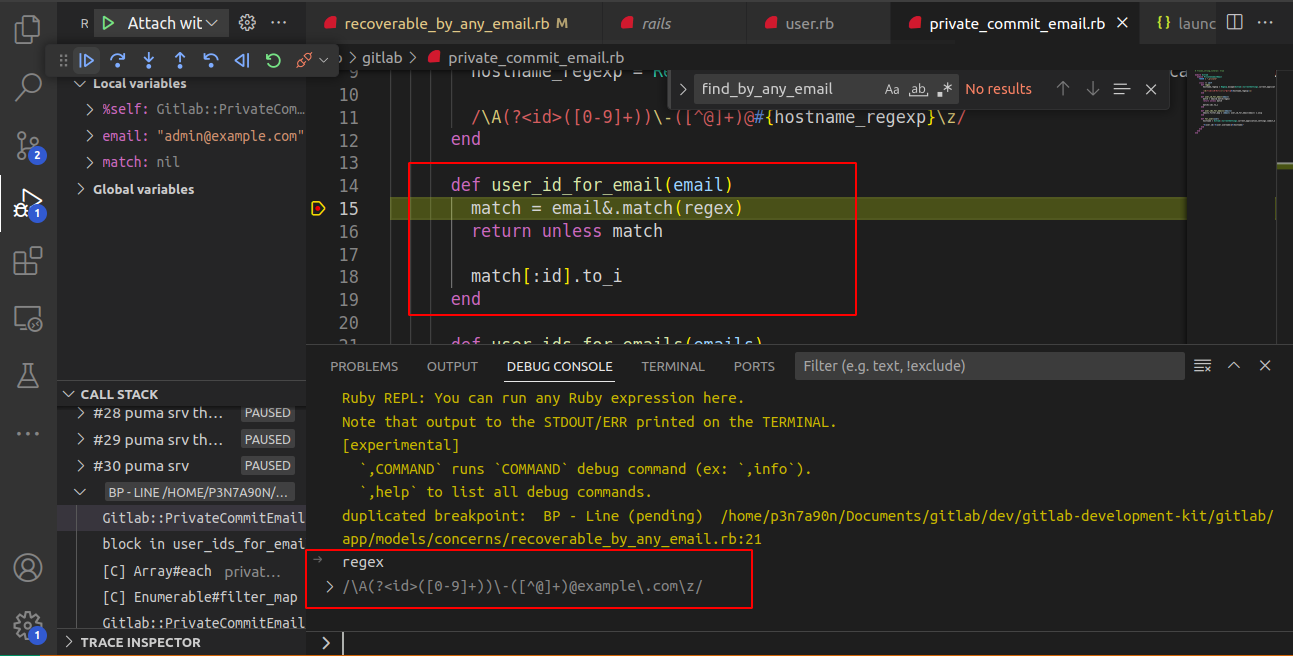 R Attach wit
recoverable_by_any_email.rb M
rails
user.rb
private_commit_email.rb
{} launc
gitlab > private_commit_email.rb
find_by_any_email
Aa ab .*
No results
Local variables
%self: Gitlab::PrivateCom…
email: "admin@example.com"
match: nil
Global variables
10
11 /\A(?<id>([0-9]+))\-([^@]+)@#{hostname_regexp}\z/
12 end
13
14 def user_id_for_email(email)
15 match = email&.match(regex)
16 return unless match
17
18 match[:id].to_i
19 end
20
21 def user_ids_for_emails(emails)
2
1
CALL STACK
#28 puma srv th… PAUSED
#29 puma srv th… PAUSED
#30 puma srv PAUSED
BP - LINE /HOME/P3N7A90N/…
Gitlab::PrivateCommitEmail
block in user_ids_for_emai
[C] Array#each privat…
[C] Enumerable#filter_map
Gitlab::PrivateCommitEmail
TRACE INSPECTOR
1
PROBLEMS OUTPUT DEBUG CONSOLE TERMINAL PORTS
Filter (e.g. text, !exclude)
Ruby REPL: You can run any Ruby expression here.
Note that output to the STDOUT/ERR printed on the TERMINAL.
[experimental]
`,COMMAND` runs `COMMAND` debug command (ex: `,info`).
`,help` to list all debug commands.
duplicated breakpoint: BP - Line (pending) /home/p3n7a90n/Documents/gitlab/dev/gitlab-development-kit/gitlab/
app/models/concerns/recoverable_by_any_email.rb:21
regex
/\A(?<id>([0-9]+))\-([^@]+)@example\.com\z/